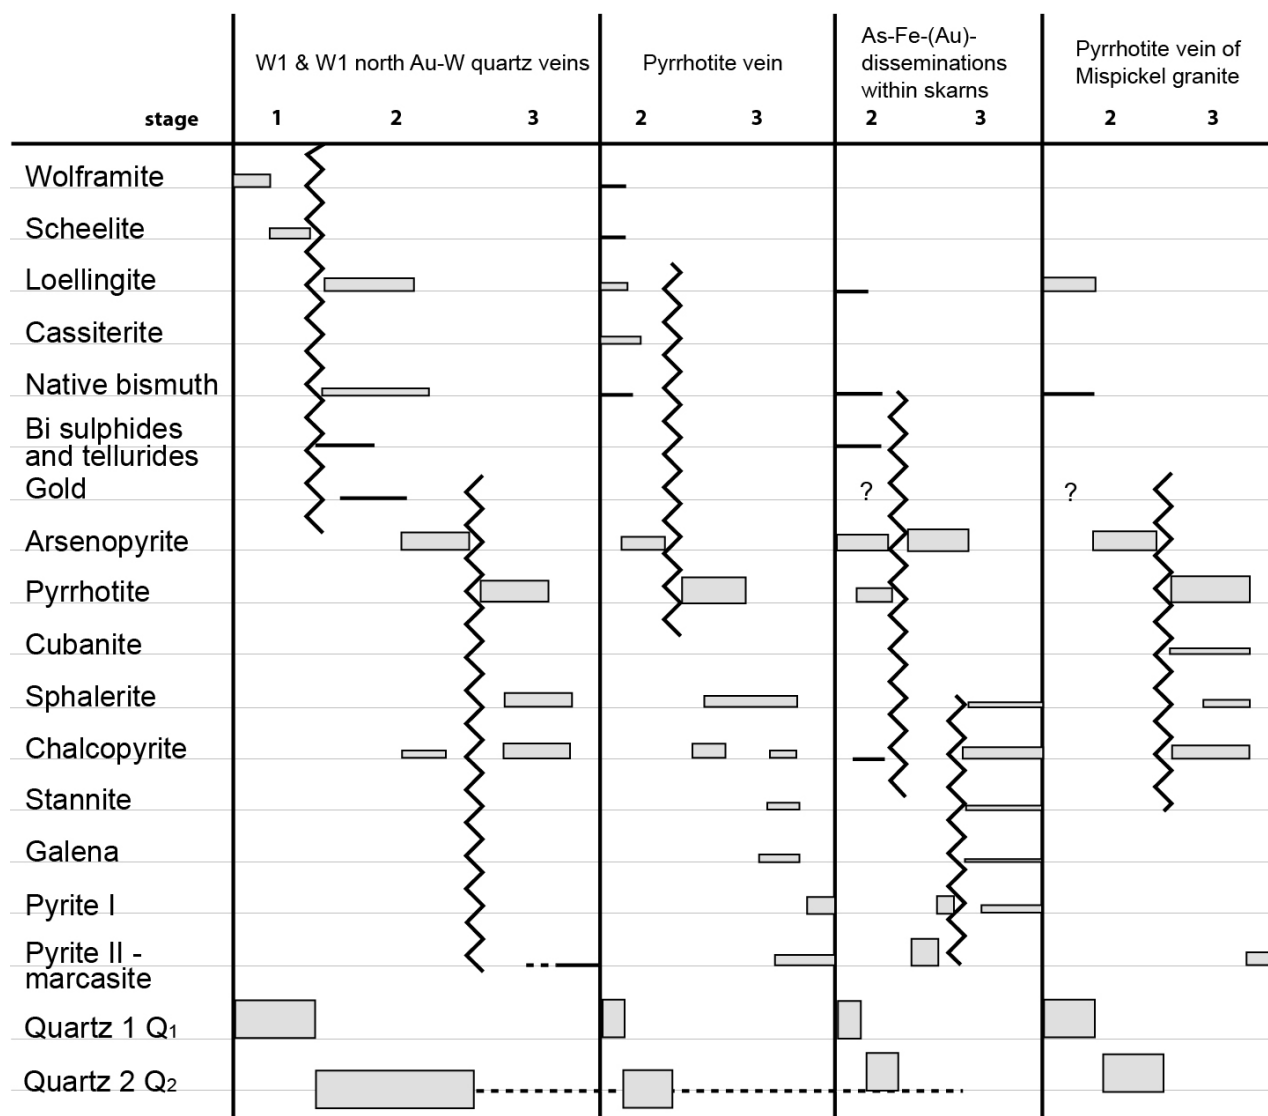 W1 & W1 north Au-W quartz veins
Pyrrhotite vein
As-Fe-(Au)-
disseminations
within skarns
Pyrrhotite vein of
Mispickel granite
stage 1 2 3 2 3 2 3 2 3
Wolframite
Scheelite
Loellingite
Cassiterite
Native bismuth
Bi sulphides
and tellurides
Gold ? ?
Arsenopyrite
Pyrrhotite
Cubanite
Sphalerite
Chalcopyrite
Stannite
Galena
Pyrite I
Pyrite II -
marcasite
Quartz 1 Q1
Quartz 2 Q2